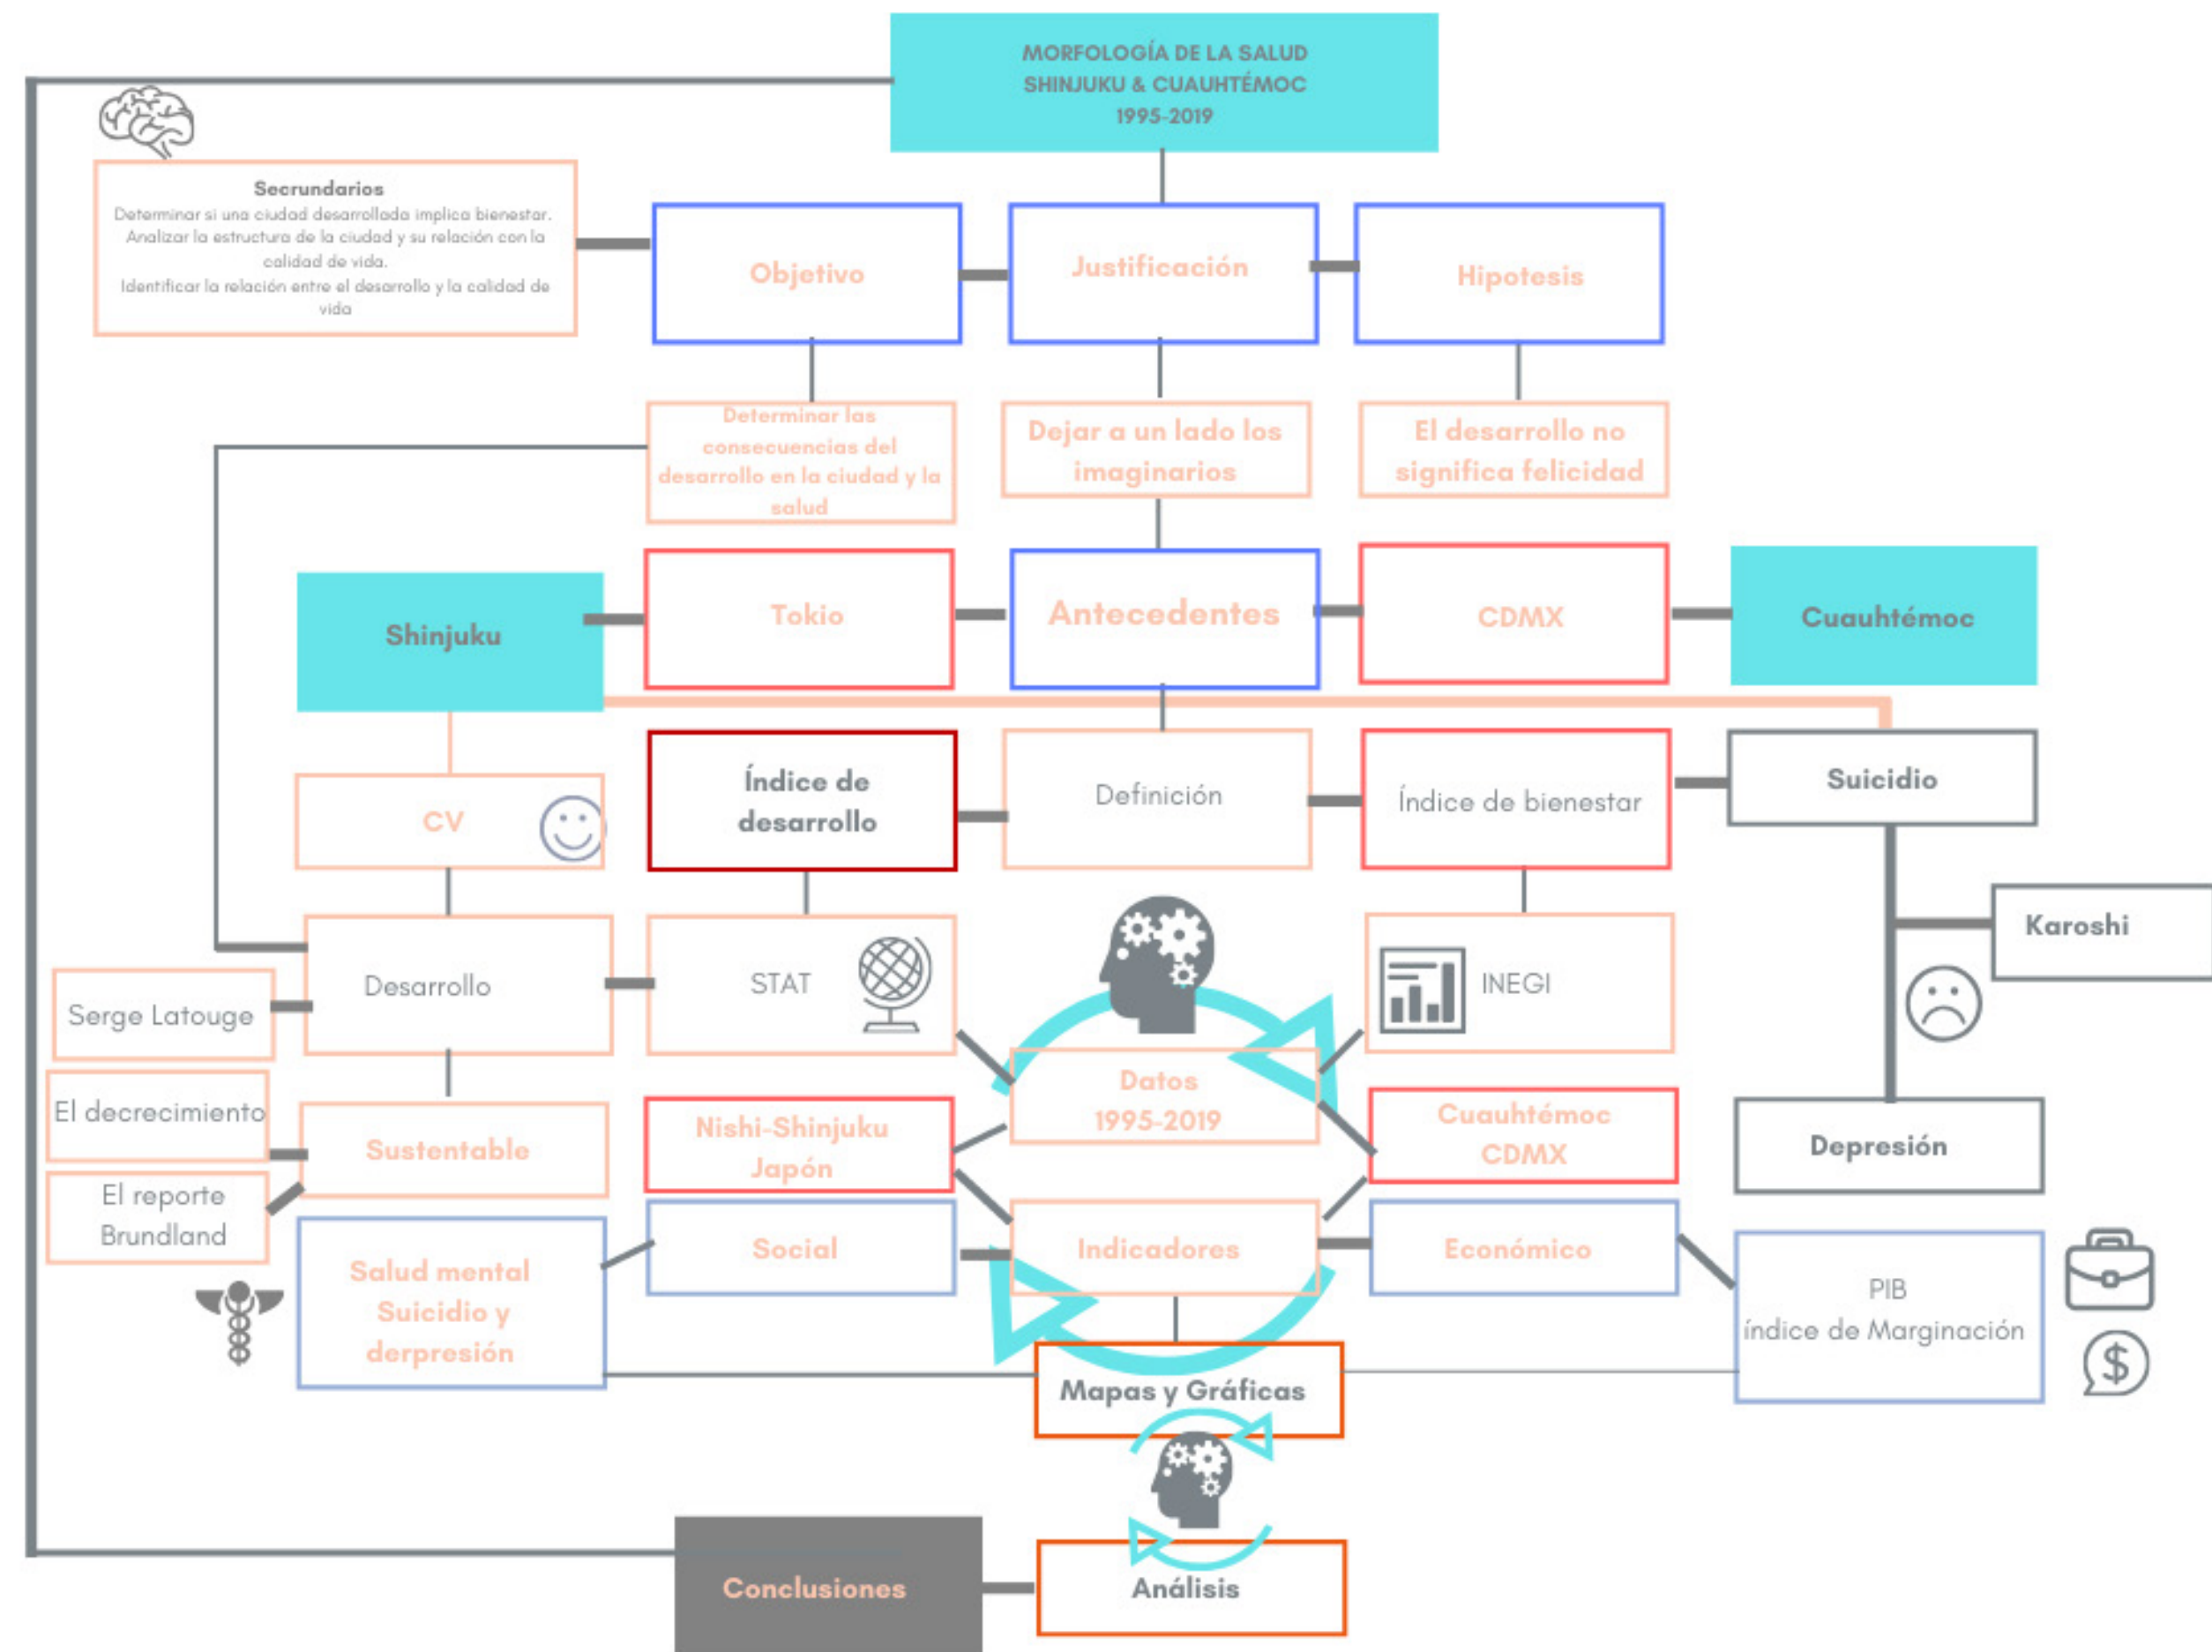 MORFOLOGÍA DE LA SALUD
SHINJUKU & CUAUHTÉMOC
1995-2019
Secrundarios
Determinar si una ciudad desarrollada implica bienestar.
Analizar la estructura de la ciudad y su relación con la
calidad de vida.
Identificar la relación entre el desarrollo y la calidad de
vida
Objetivo
Justificación
Hipotesis
Determinar las
consecuencias del
desarrollo en la ciudad y la
salud
Dejar a un lado los
imaginarios
El desarrollo no
significa felicidad
Shinjuku
Tokio
Antecedentes
CDMX
Cuauhtémoc
CV
Índice de
desarrollo
Definición
Índice de bienestar
Suicidio
Karoshi
Serge Latouge
Desarrollo
STAT
INEGI
Datos
1995-2019
El decrecimiento
Sustentable
Nishi-Shinjuku
Japón
Cuauhtémoc
CDMX
Depresión
El reporte
Brundland
Salud mental
Suicidio y
derpresión
Social
Indicadores
Económico
PIB
índice de Marginación
$
Mapas y Gráficas
Conclusiones
Análisis